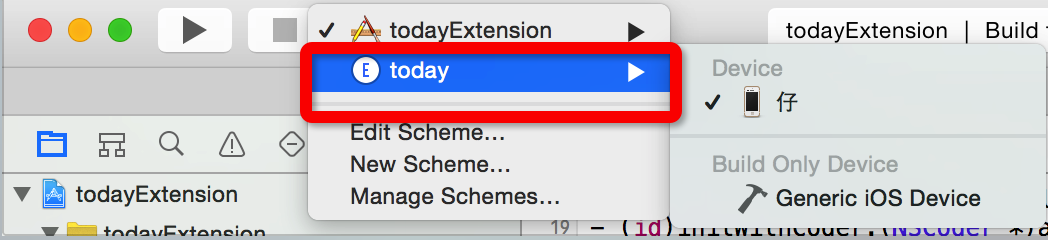 todayExtension
todayExtension | Build
today
Device
仔
Edit Scheme...
New Scheme...
Manage Schemes...
Build Only Device
Generic iOS Device
todayExtension
todayExtension
19